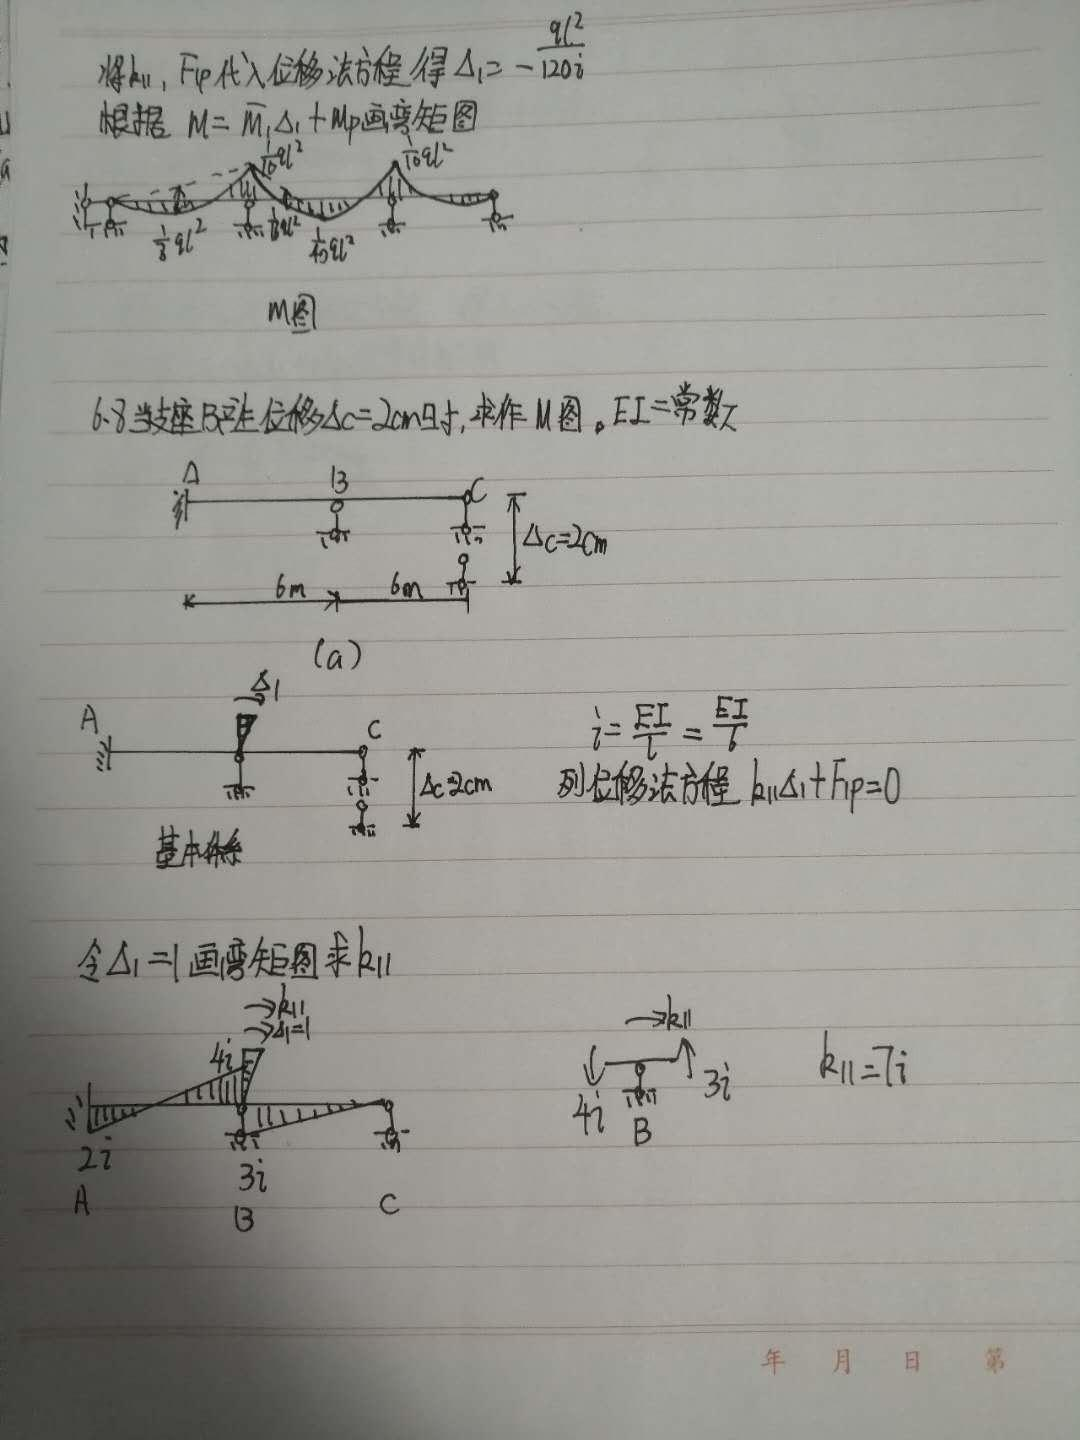 将k11, F1P代入位移法方程得 Δ1= - ql²/120i
根据 M= M̄1Δ1+MP画弯矩图
1/10ql² 1/10ql²
1/8ql² 1/8ql² 1/40ql²
M图
6.8当支座B产生位移Δc=2cm时,求作M图。EI=常数
A B C
Δc=2cm
6m 6m
(a)
Δ1
A C
Δc=2cm
基本体系
i= EI/l = EI/6
列位移法方程 k11Δ1+F1P=0
令Δ1=1画弯矩图求k11
k11
Δ1=1
4i
2i 3i
A B C
k11
4i 3i
B
k11=7i
年 月 日 第